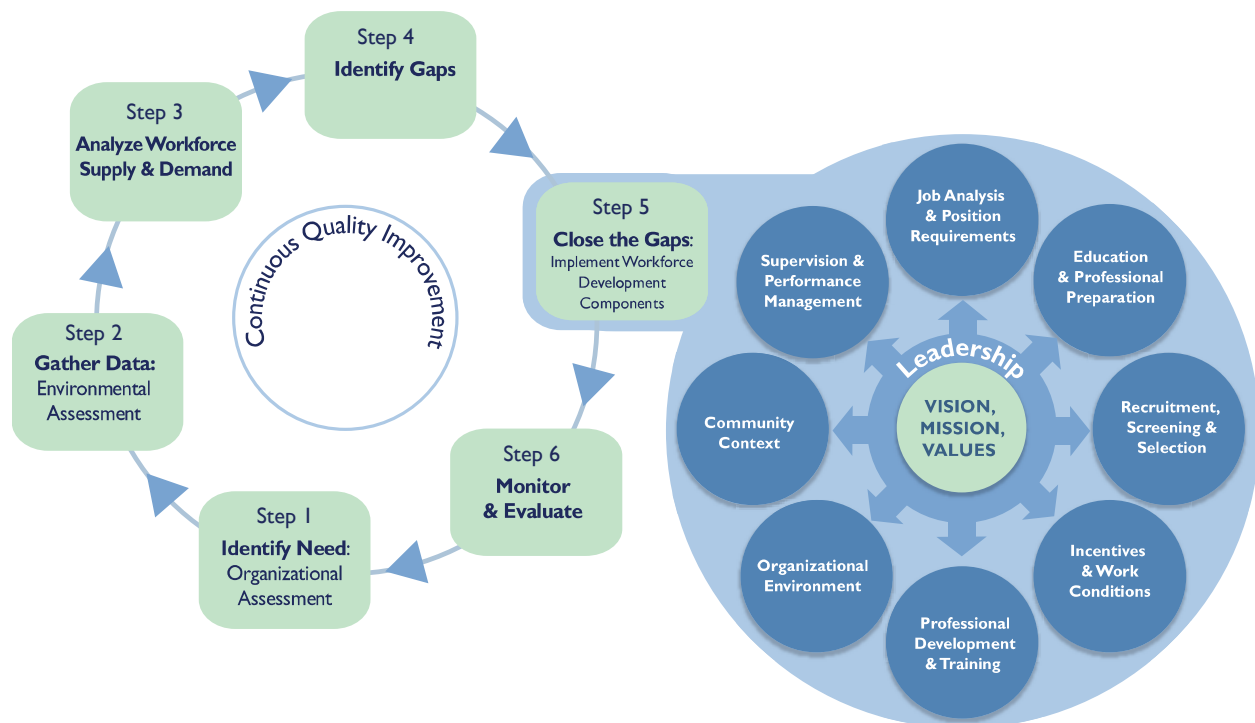 Step 1
Identify Need:
Organizational
Assessment
Step 2
Gather Data:
Environmental
Assessment
Step 3
Analyze Workforce
Supply & Demand
Step 4
Identify Gaps
Step 5
Close the Gaps:
Implement Workforce
Development
Components
Step 6
Monitor
& Evaluate
Continuous Quality Improvement
Leadership
VISION,
MISSION,
VALUES
Job Analysis
& Position
Requirements
Education
& Professional
Preparation
Recruitment,
Screening &
Selection
Incentives
& Work
Conditions
Professional
Development
& Training
Organizational
Environment
Community
Context
Supervision &
Performance
Management